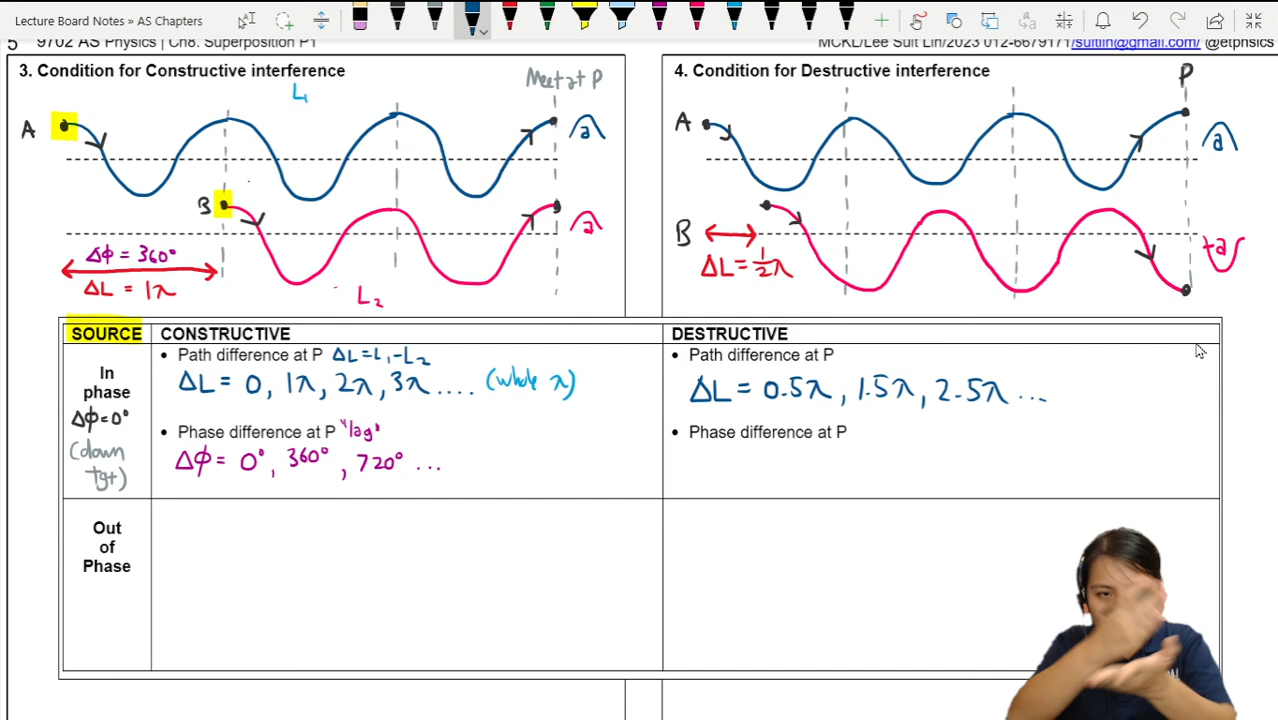 Lecture Board Notes » AS Chapters
5 9702 AS Physics | Ch8. Superposition P1
MCKL/Lee Suit Lin/2023 012-6679171/suitlin@gmail.com/ @etphysics
3. Condition for Constructive interference
Meet at P
L₁
A
a
B
a
Δφ = 360°
ΔL = 1λ
L₂
4. Condition for Destructive interference
P
A
a
B
ΔL = ½λ
-a
SOURCE
CONSTRUCTIVE
DESTRUCTIVE
In phase
Δφ=0°
(down
tgt)
• Path difference at P ΔL=L₁-L₂
ΔL = 0, 1λ, 2λ, 3λ .... (whole λ)
• Phase difference at P "lag"
Δφ = 0°, 360°, 720° ...
• Path difference at P
ΔL = 0.5λ, 1.5λ, 2.5λ ...
• Phase difference at P
Out
of
Phase